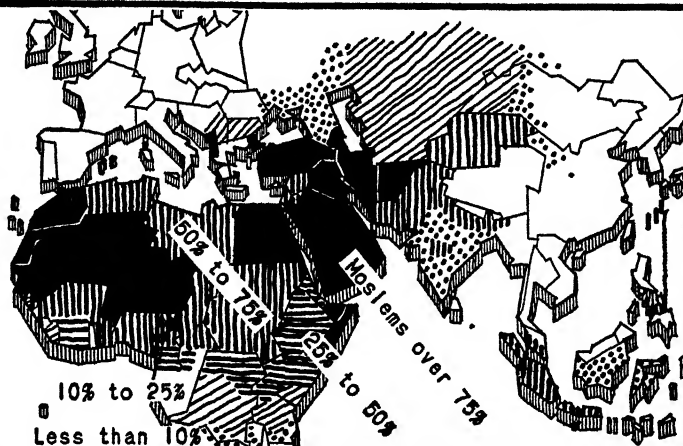 50% to 75%
Moslems over 75%
25% to 50%
10% to 25%
Less than 10%